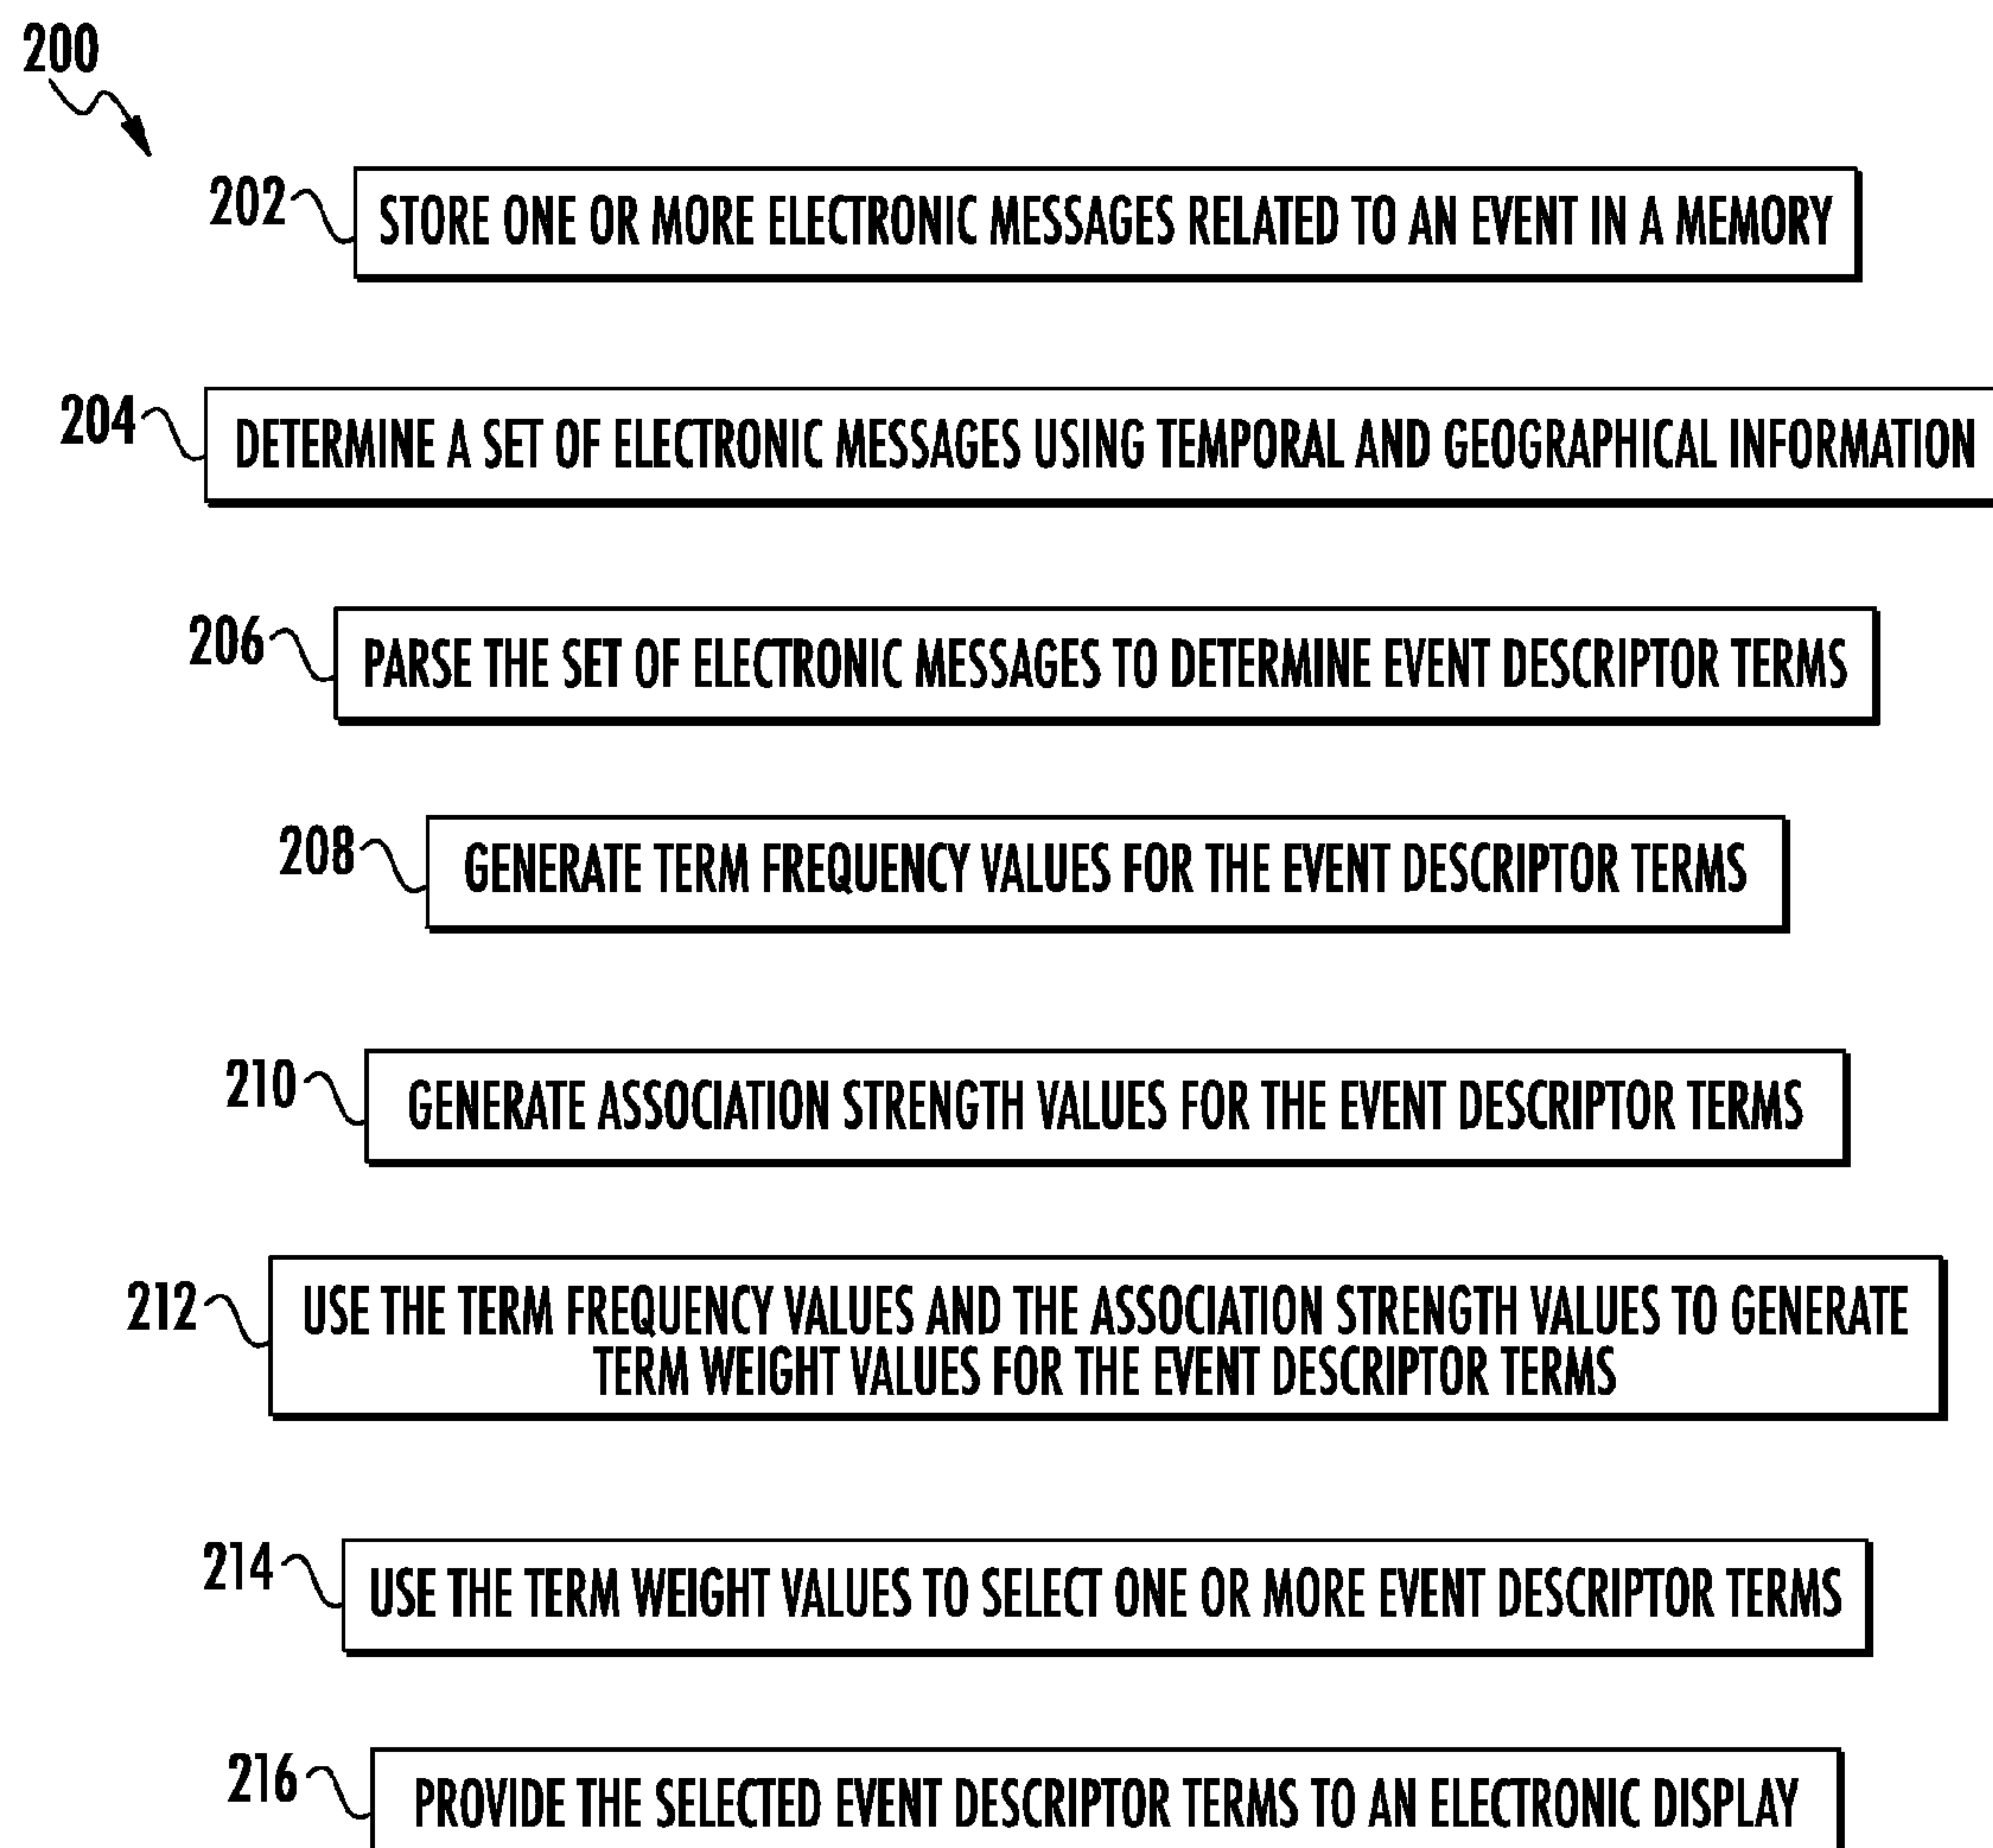 200
202 STORE ONE OR MORE ELECTRONIC MESSAGES RELATED TO AN EVENT IN A MEMORY
204 DETERMINE A SET OF ELECTRONIC MESSAGES USING TEMPORAL AND GEOGRAPHICAL INFORMATION
206 PARSE THE SET OF ELECTRONIC MESSAGES TO DETERMINE EVENT DESCRIPTOR TERMS
208 GENERATE TERM FREQUENCY VALUES FOR THE EVENT DESCRIPTOR TERMS
210 GENERATE ASSOCIATION STRENGTH VALUES FOR THE EVENT DESCRIPTOR TERMS
212 USE THE TERM FREQUENCY VALUES AND THE ASSOCIATION STRENGTH VALUES TO GENERATE
TERM WEIGHT VALUES FOR THE EVENT DESCRIPTOR TERMS
214 USE THE TERM WEIGHT VALUES TO SELECT ONE OR MORE EVENT DESCRIPTOR TERMS
216 PROVIDE THE SELECTED EVENT DESCRIPTOR TERMS TO AN ELECTRONIC DISPLAY